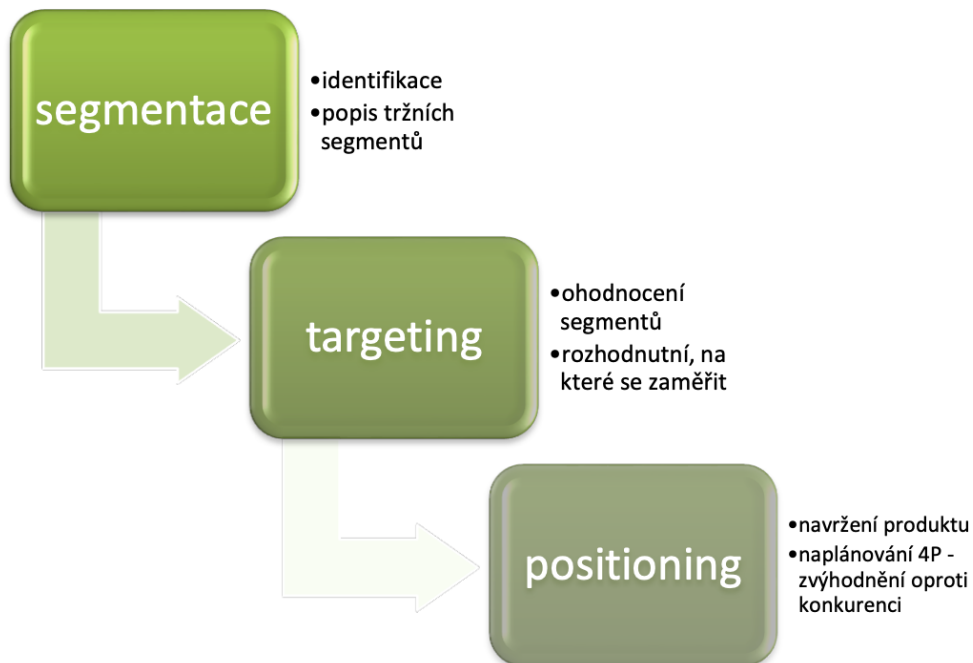 segmentace
•identifikace
•popis tržních
segmentů
targeting
•ohodnocení
segmentů
•rozhodnutní, na
které se zaměřit
positioning
•navržení produktu
•naplánování 4P -
zvýhodnění oproti
konkurenci